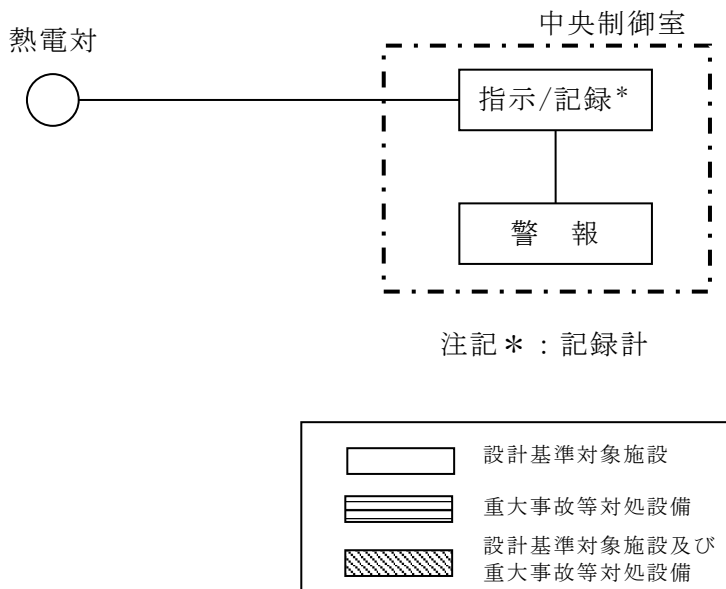 中央制御室
熱電対
指示/記録*
警　報
注記＊：記録計
設計基準対象施設
重大事故等対処設備
設計基準対象施設及び
重大事故等対処設備